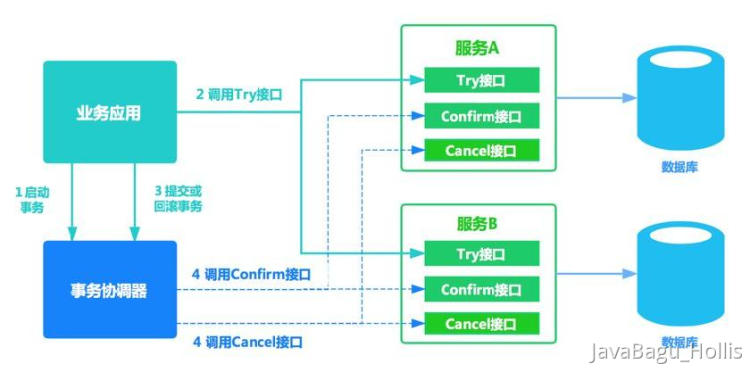 业务应用
2 调用Try接口
1 启动
事务
3 提交或
回滚事务
事务协调器
4 调用Confirm接口
4 调用Cancel接口
服务A
Try接口
Confirm接口
Cancel接口
数据库
服务B
Try接口
Confirm接口
Cancel接口
数据库
JavaBagu_Hollis